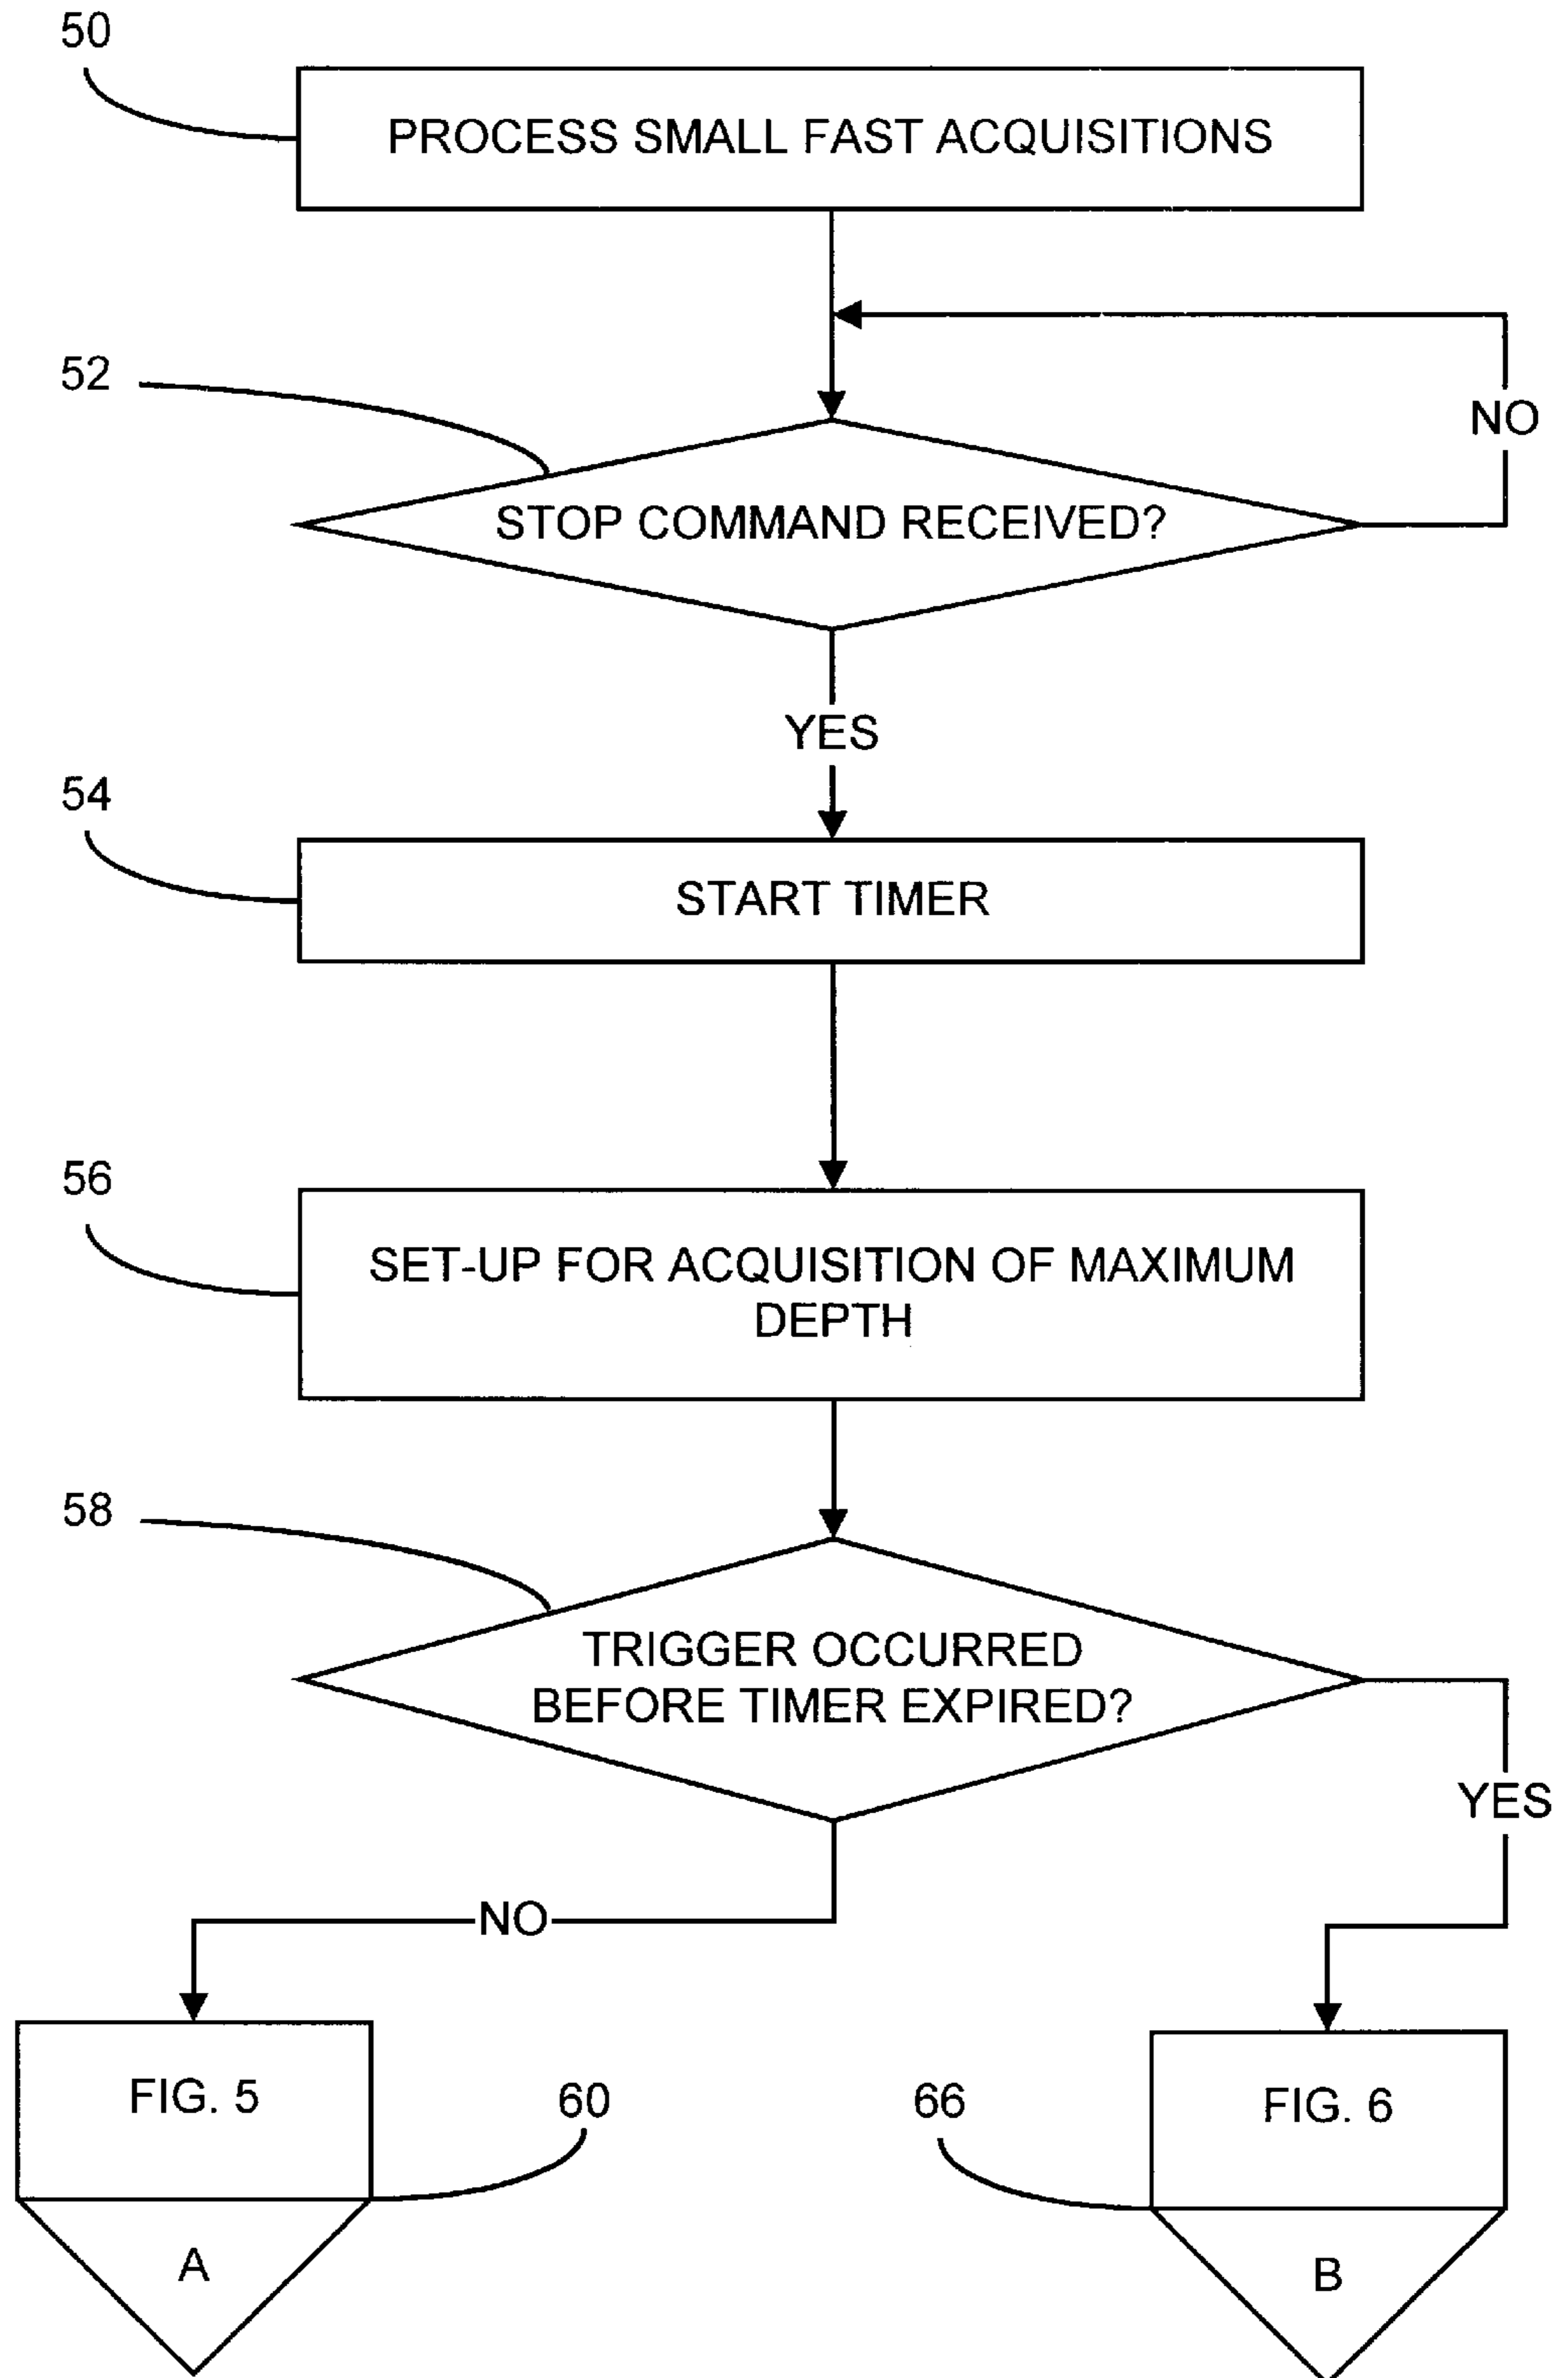 50
PROCESS SMALL FAST ACQUISITIONS
52
NO
STOP COMMAND RECEIVED?
YES
54
START TIMER
56
SET-UP FOR ACQUISITION OF MAXIMUM
DEPTH
58
TRIGGER OCCURRED
BEFORE TIMER EXPIRED?
YES
NO
FIG. 5
60
66
FIG. 6
A
B